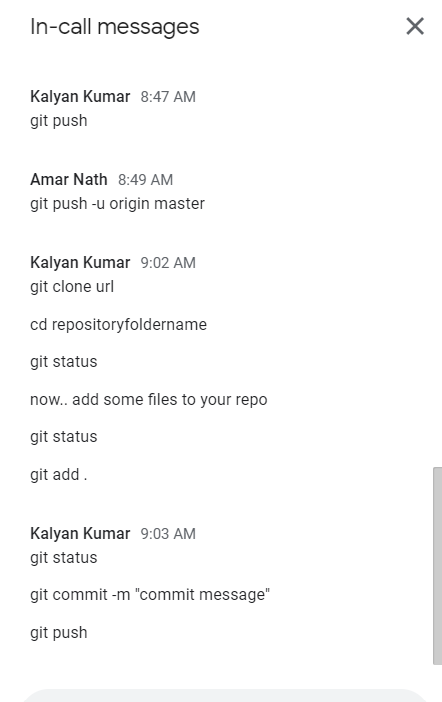 In-call messages
Kalyan Kumar 8:47 AM
git push
Amar Nath 8:49 AM
git push -u origin master
Kalyan Kumar 9:02 AM
git clone url
cd repositoryfoldername
git status
now.. add some files to your repo
git status
git add .
Kalyan Kumar 9:03 AM
git status
git commit -m "commit message"
git push